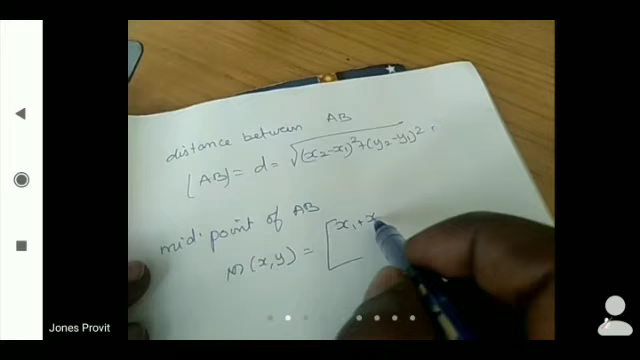 distance between AB
|AB| = d = √(x₂-x₁)²+(y₂-y₁)²
mid-point of AB
M(x,y) = [x₁+x
Jones Provit